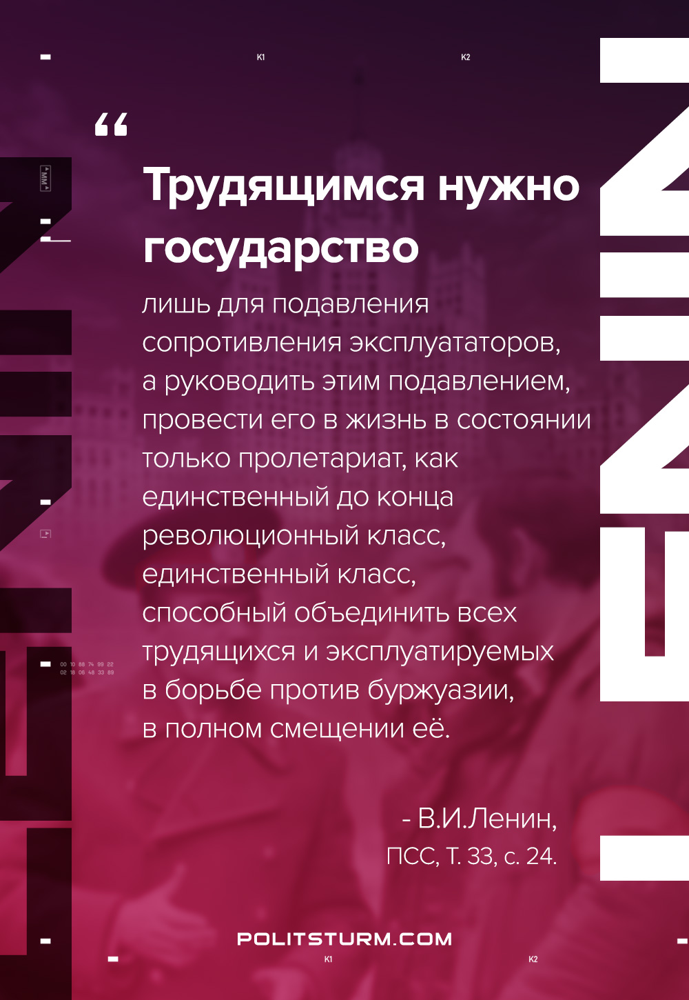 K1 K2
“
Трудящимся нужно
государство
лишь для подавления
сопротивления эксплуататоров,
а руководить этим подавлением,
провести его в жизнь в состоянии
только пролетариат, как
единственный до конца
революционный класс,
единственный класс,
способный объединить всех
трудящихся и эксплуатируемых
в борьбе против буржуазии,
в полном смещении её.
- В.И.Ленин,
ПСС, Т. 33, с. 24.
MM
00 10 88 74 99 22
02 18 06 48 33 89
POLITSTURM.COM
K1 K2
LENIN
LENIN